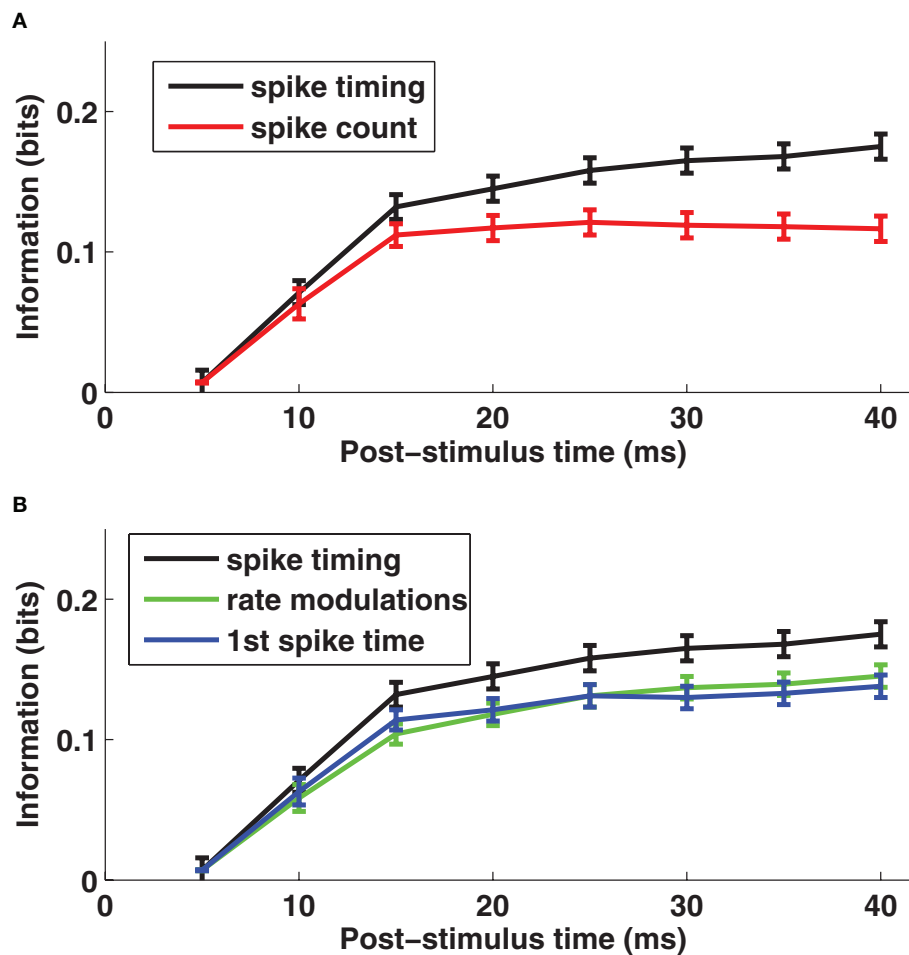 A
spike timing
spike count
Information (bits)
0.2
0.1
0
0
10
20
30
40
Post−stimulus time (ms)
B
spike timing
rate modulations
1st spike time
Information (bits)
0.2
0.1
0
0
10
20
30
40
Post−stimulus time (ms)